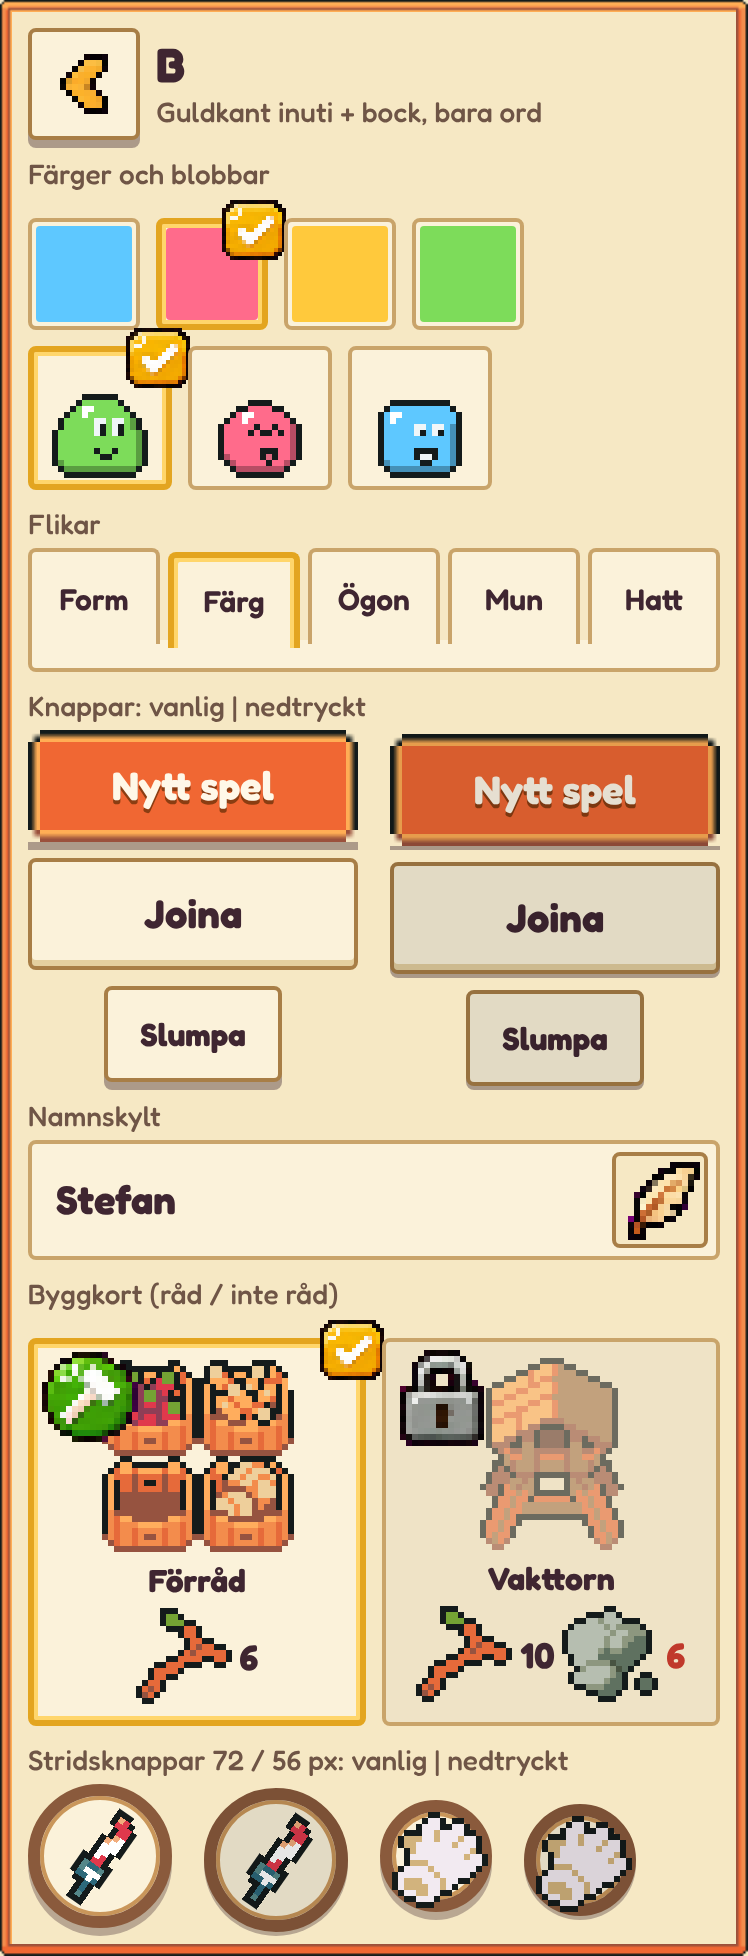 B
Guldkant inuti + bock, bara ord
Färger och blobbar
Flikar
Form Färg Ögon Mun Hatt
Knappar: vanlig | nedtryckt
Nytt spel Nytt spel
Joina Joina
Slumpa Slumpa
Namnskylt
Stefan
Byggkort (råd / inte råd)
Förråd Vakttorn
6 10 6
Stridsknappar 72 / 56 px: vanlig | nedtryckt